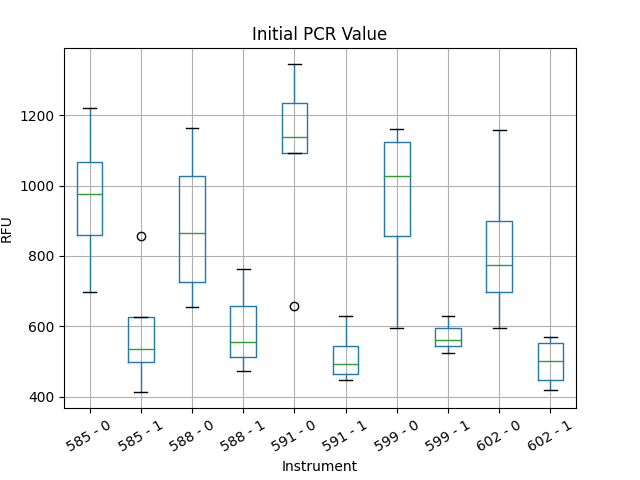 Initial PCR Value
RFU
1200
1000
800
600
400
585 - 0
585 - 1
588 - 0
588 - 1
591 - 0
591 - 1
599 - 0
599 - 1
602 - 0
602 - 1
Instrument